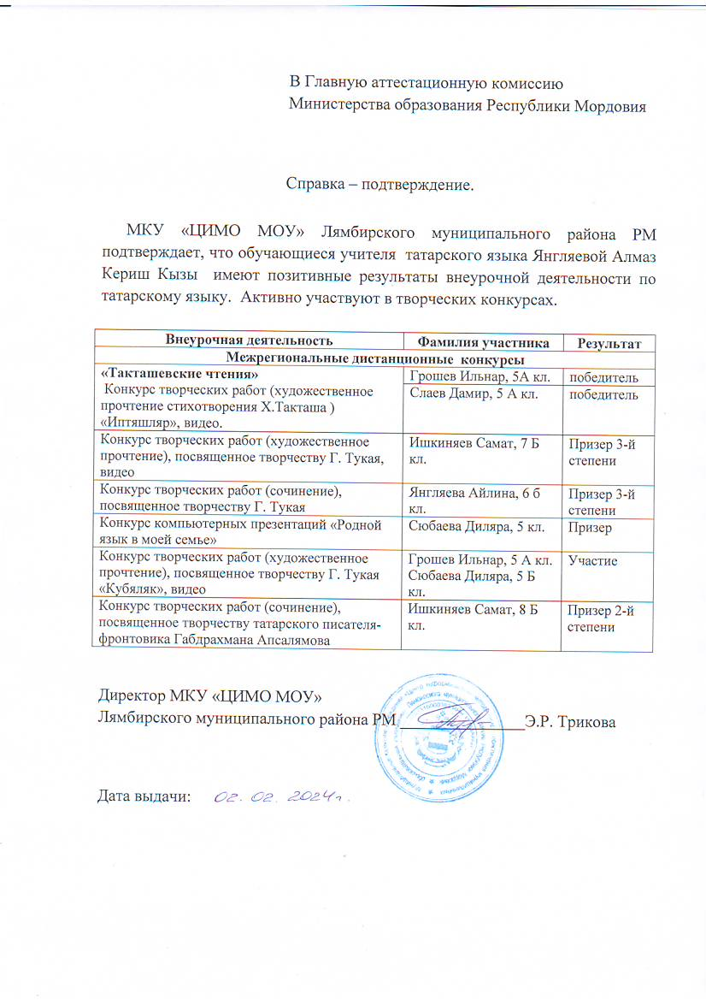 В Главную аттестационную комиссию
Министерства образования Республики Мордовия
Справка – подтверждение.
МКУ «ЦИМО МОУ» Лямбирского муниципального района РМ
подтверждает, что обучающиеся учителя татарского языка Янгляевой Алмаз
Кериш Кызы имеют позитивные результаты внеурочной деятельности по
татарскому языку. Активно участвуют в творческих конкурсах.
Внеурочная деятельность Фамилия участника Результат
Межрегиональные дистанционные конкурсы
«Такташевские чтения» Грошев Ильнар, 5А кл. победитель
Конкурс творческих работ (художественное Слаев Дамир, 5 А кл. победитель
прочтение стихотворения Х.Такташа )
«Иптяшляр», видео.
Конкурс творческих работ (художественное Ишкиняев Самат, 7 Б Призер 3-й
прочтение), посвященное творчеству Г. Тукая, кл. степени
видео
Конкурс творческих работ (сочинение), Янгляева Айлина, 6 б Призер 3-й
посвященное творчеству Г. Тукая кл. степени
Конкурс компьютерных презентаций «Родной Сюбаева Диляра, 5 кл. Призер
язык в моей семье»
Конкурс творческих работ (художественное Грошев Ильнар, 5 А кл. Участие
прочтение), посвященное творчеству Г. Тукая Сюбаева Диляра, 5 Б
«Кубяляк», видео кл.
Конкурс творческих работ (сочинение), Ишкиняев Самат, 8 Б Призер 2-й
посвященное творчеству татарского писателя- кл. степени
фронтовика Габдрахмана Апсалямова
Директор МКУ «ЦИМО МОУ»
Лямбирского муниципального района РМ Э.Р. Трикова
Дата выдачи: 02.02.2024г.